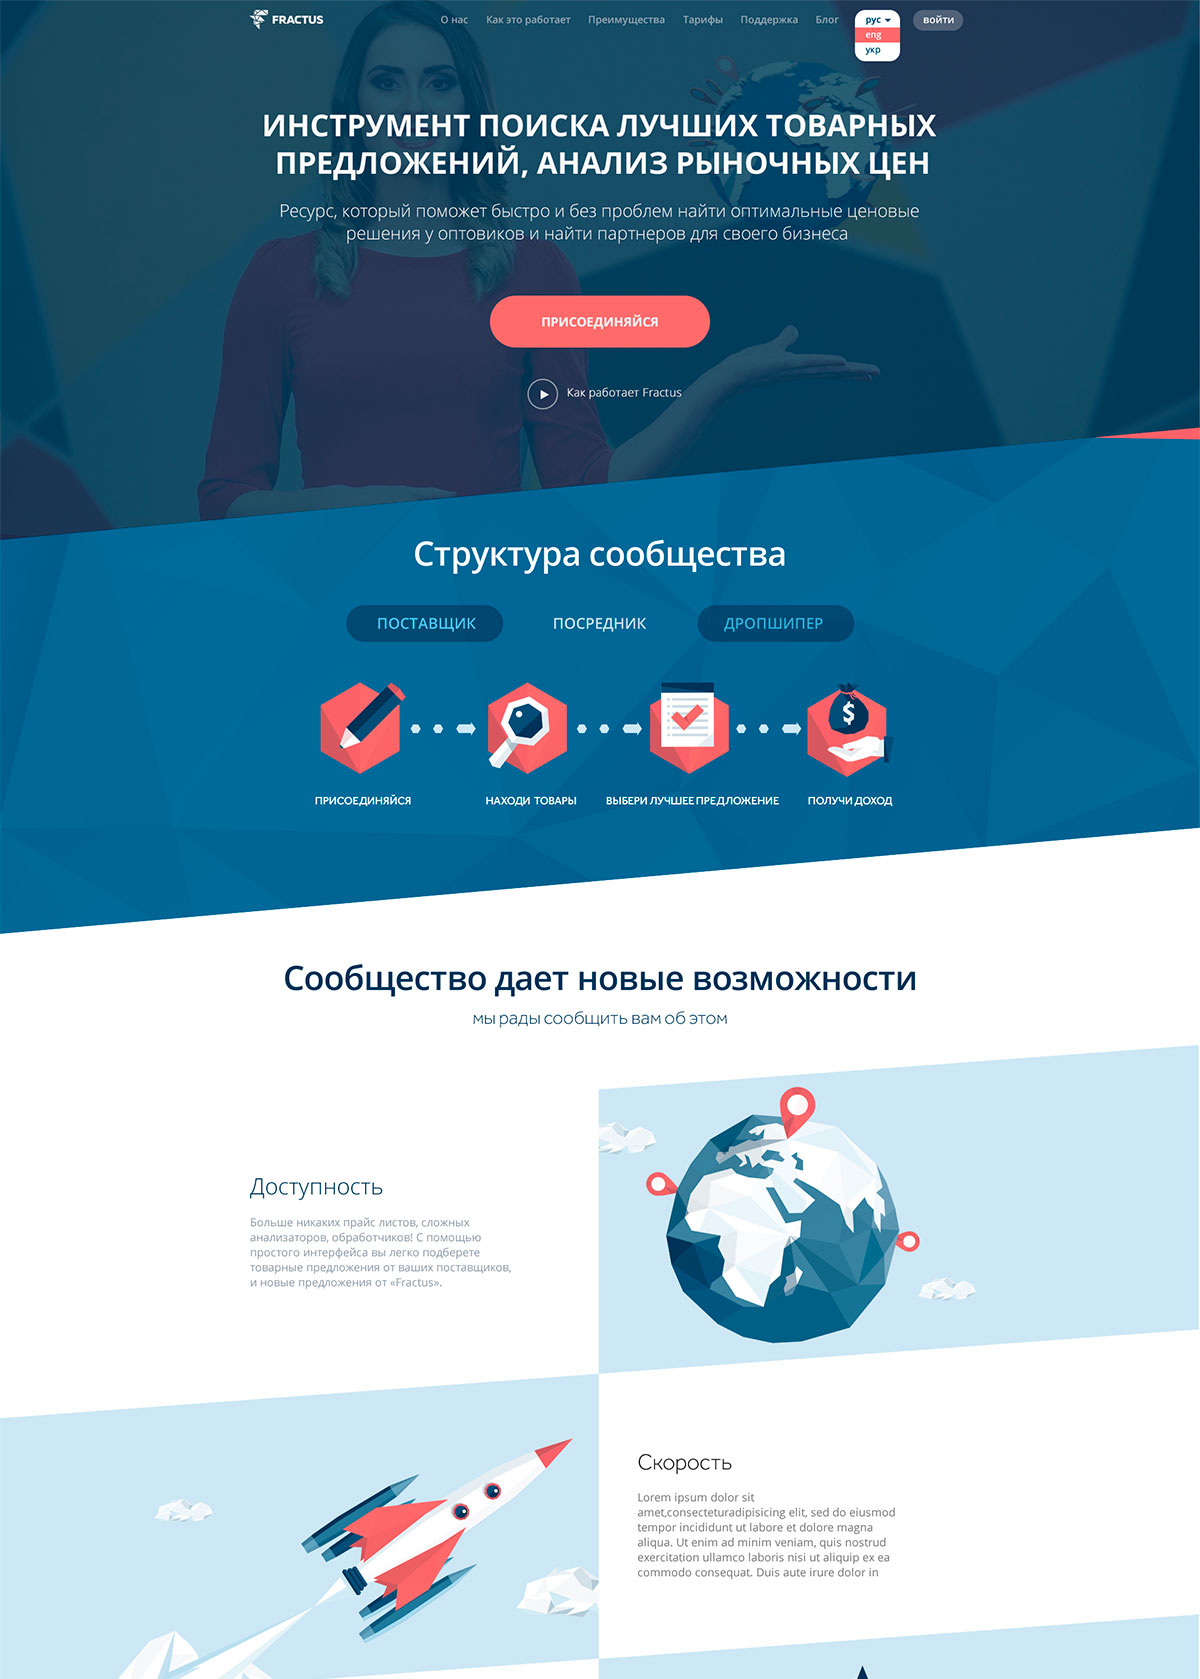 FRACTUS
О нас Как это работает Преимущества Тарифы Поддержка Блог рус войти
eng
укр
ИНСТРУМЕНТ ПОИСКА ЛУЧШИХ ТОВАРНЫХ
ПРЕДЛОЖЕНИЙ, АНАЛИЗ РЫНОЧНЫХ ЦЕН
Ресурс, который поможет быстро и без проблем найти оптимальные ценовые
решения у оптовиков и найти партнеров для своего бизнеса
ПРИСОЕДИНЯЙСЯ
Как работает Fractus
Структура сообщества
ПОСТАВЩИК ПОСРЕДНИК ДРОПШИПЕР
$
ПРИСОЕДИНЯЙСЯ НАХОДИ ТОВАРЫ ВЫБЕРИ ЛУЧШЕЕ ПРЕДЛОЖЕНИЕ ПОЛУЧИ ДОХОД
Сообщество дает новые возможности
мы рады сообщить вам об этом
Доступность
Больше никаких прайс листов, сложных
анализаторов, обработчиков! С помощью
простого интерфейса вы легко подберете
товарные предложения от ваших поставщиков,
и новые предложения от «Fractus».
Скорость
Lorem ipsum dolor sit
amet,consecteturadipisicing elit, sed do eiusmod
tempor incididunt ut labore et dolore magna
aliqua. Ut enim ad minim veniam, quis nostrud
exercitation ullamco laboris nisi ut aliquip ex ea
commodo consequat. Duis aute irure dolor in